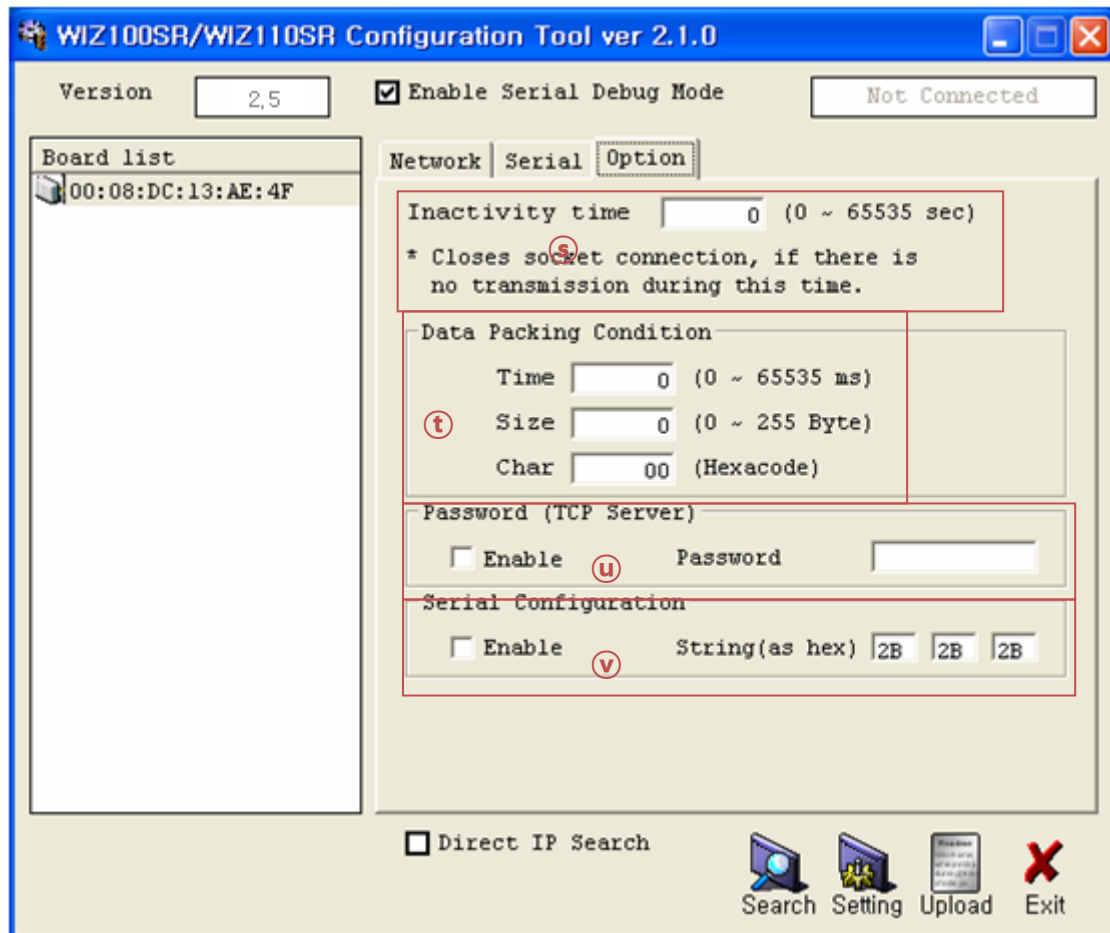 WIZ100SR/WIZ110SR Configuration Tool ver 2.1.0
Version 2,5 Enable Serial Debug Mode Not Connected
Board list
00:08:DC:13:AE:4F
Network Serial Option
Inactivity time 0 (0 ~ 65535 sec)
ⓢ
* Closes socket connection, if there is
no transmission during this time.
Data Packing Condition
Time 0 (0 ~ 65535 ms)
ⓣ Size 0 (0 ~ 255 Byte)
Char 00 (Hexacode)
Password (TCP Server)
Enable ⓤ Password
Serial Configuration
Enable ⓥ String(as hex) 2B 2B 2B
Direct IP Search
Search Setting Upload Exit